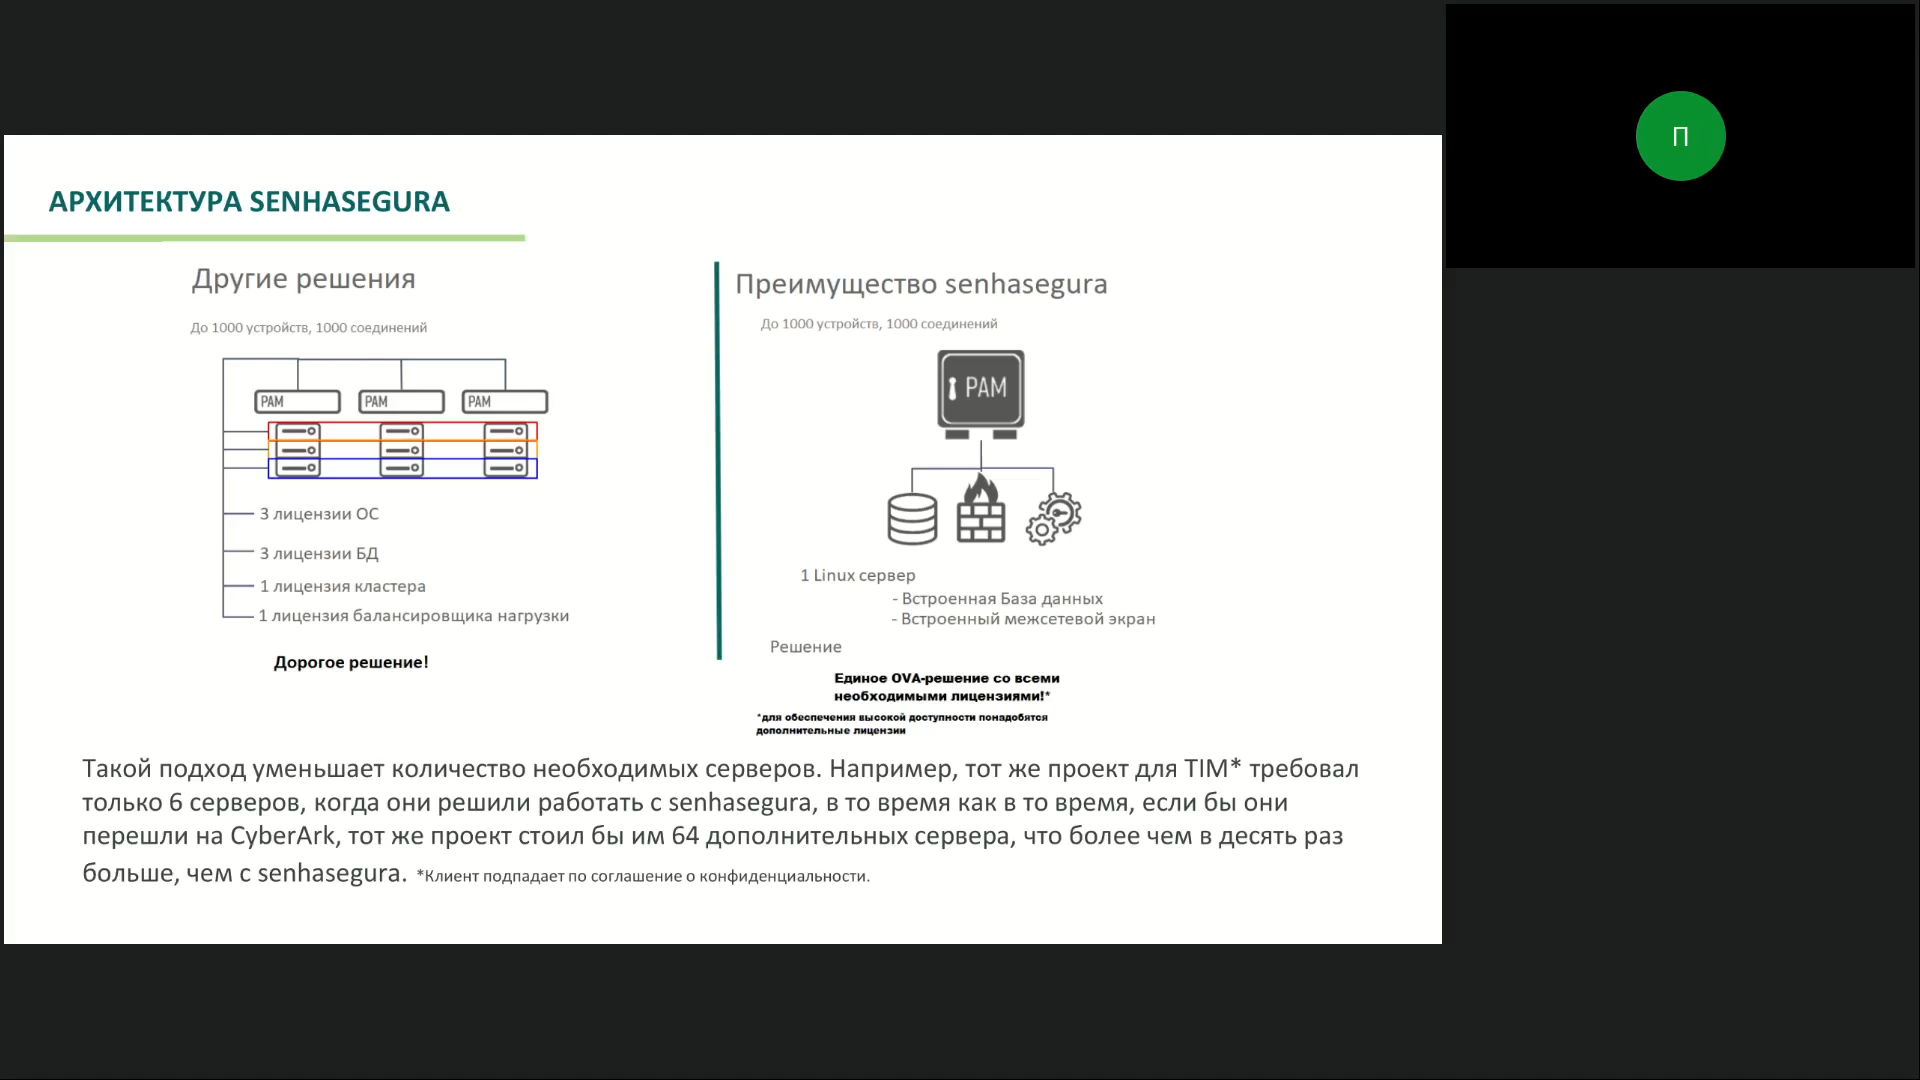 П
АРХИТЕКТУРА SENHASEGURA
Другие решения
До 1000 устройств, 1000 соединений
PAM PAM PAM
3 лицензии ОС
3 лицензии БД
1 лицензия кластера
1 лицензия балансировщика нагрузки
Дорогое решение!
Преимущество senhasegura
До 1000 устройств, 1000 соединений
PAM
1 Linux сервер
- Встроенная База данных
- Встроенный межсетевой экран
Решение
Единое OVA-решение со всеми
необходимыми лицензиями!*
*для обеспечения высокой доступности понадобятся
дополнительные лицензии
Такой подход уменьшает количество необходимых серверов. Например, тот же проект для TIM* требовал
только 6 серверов, когда они решили работать с senhasegura, в то время как в то время, если бы они
перешли на CyberArk, тот же проект стоил бы им 64 дополнительных сервера, что более чем в десять раз
больше, чем с senhasegura. *Клиент подпадает по соглашение о конфиденциальности.